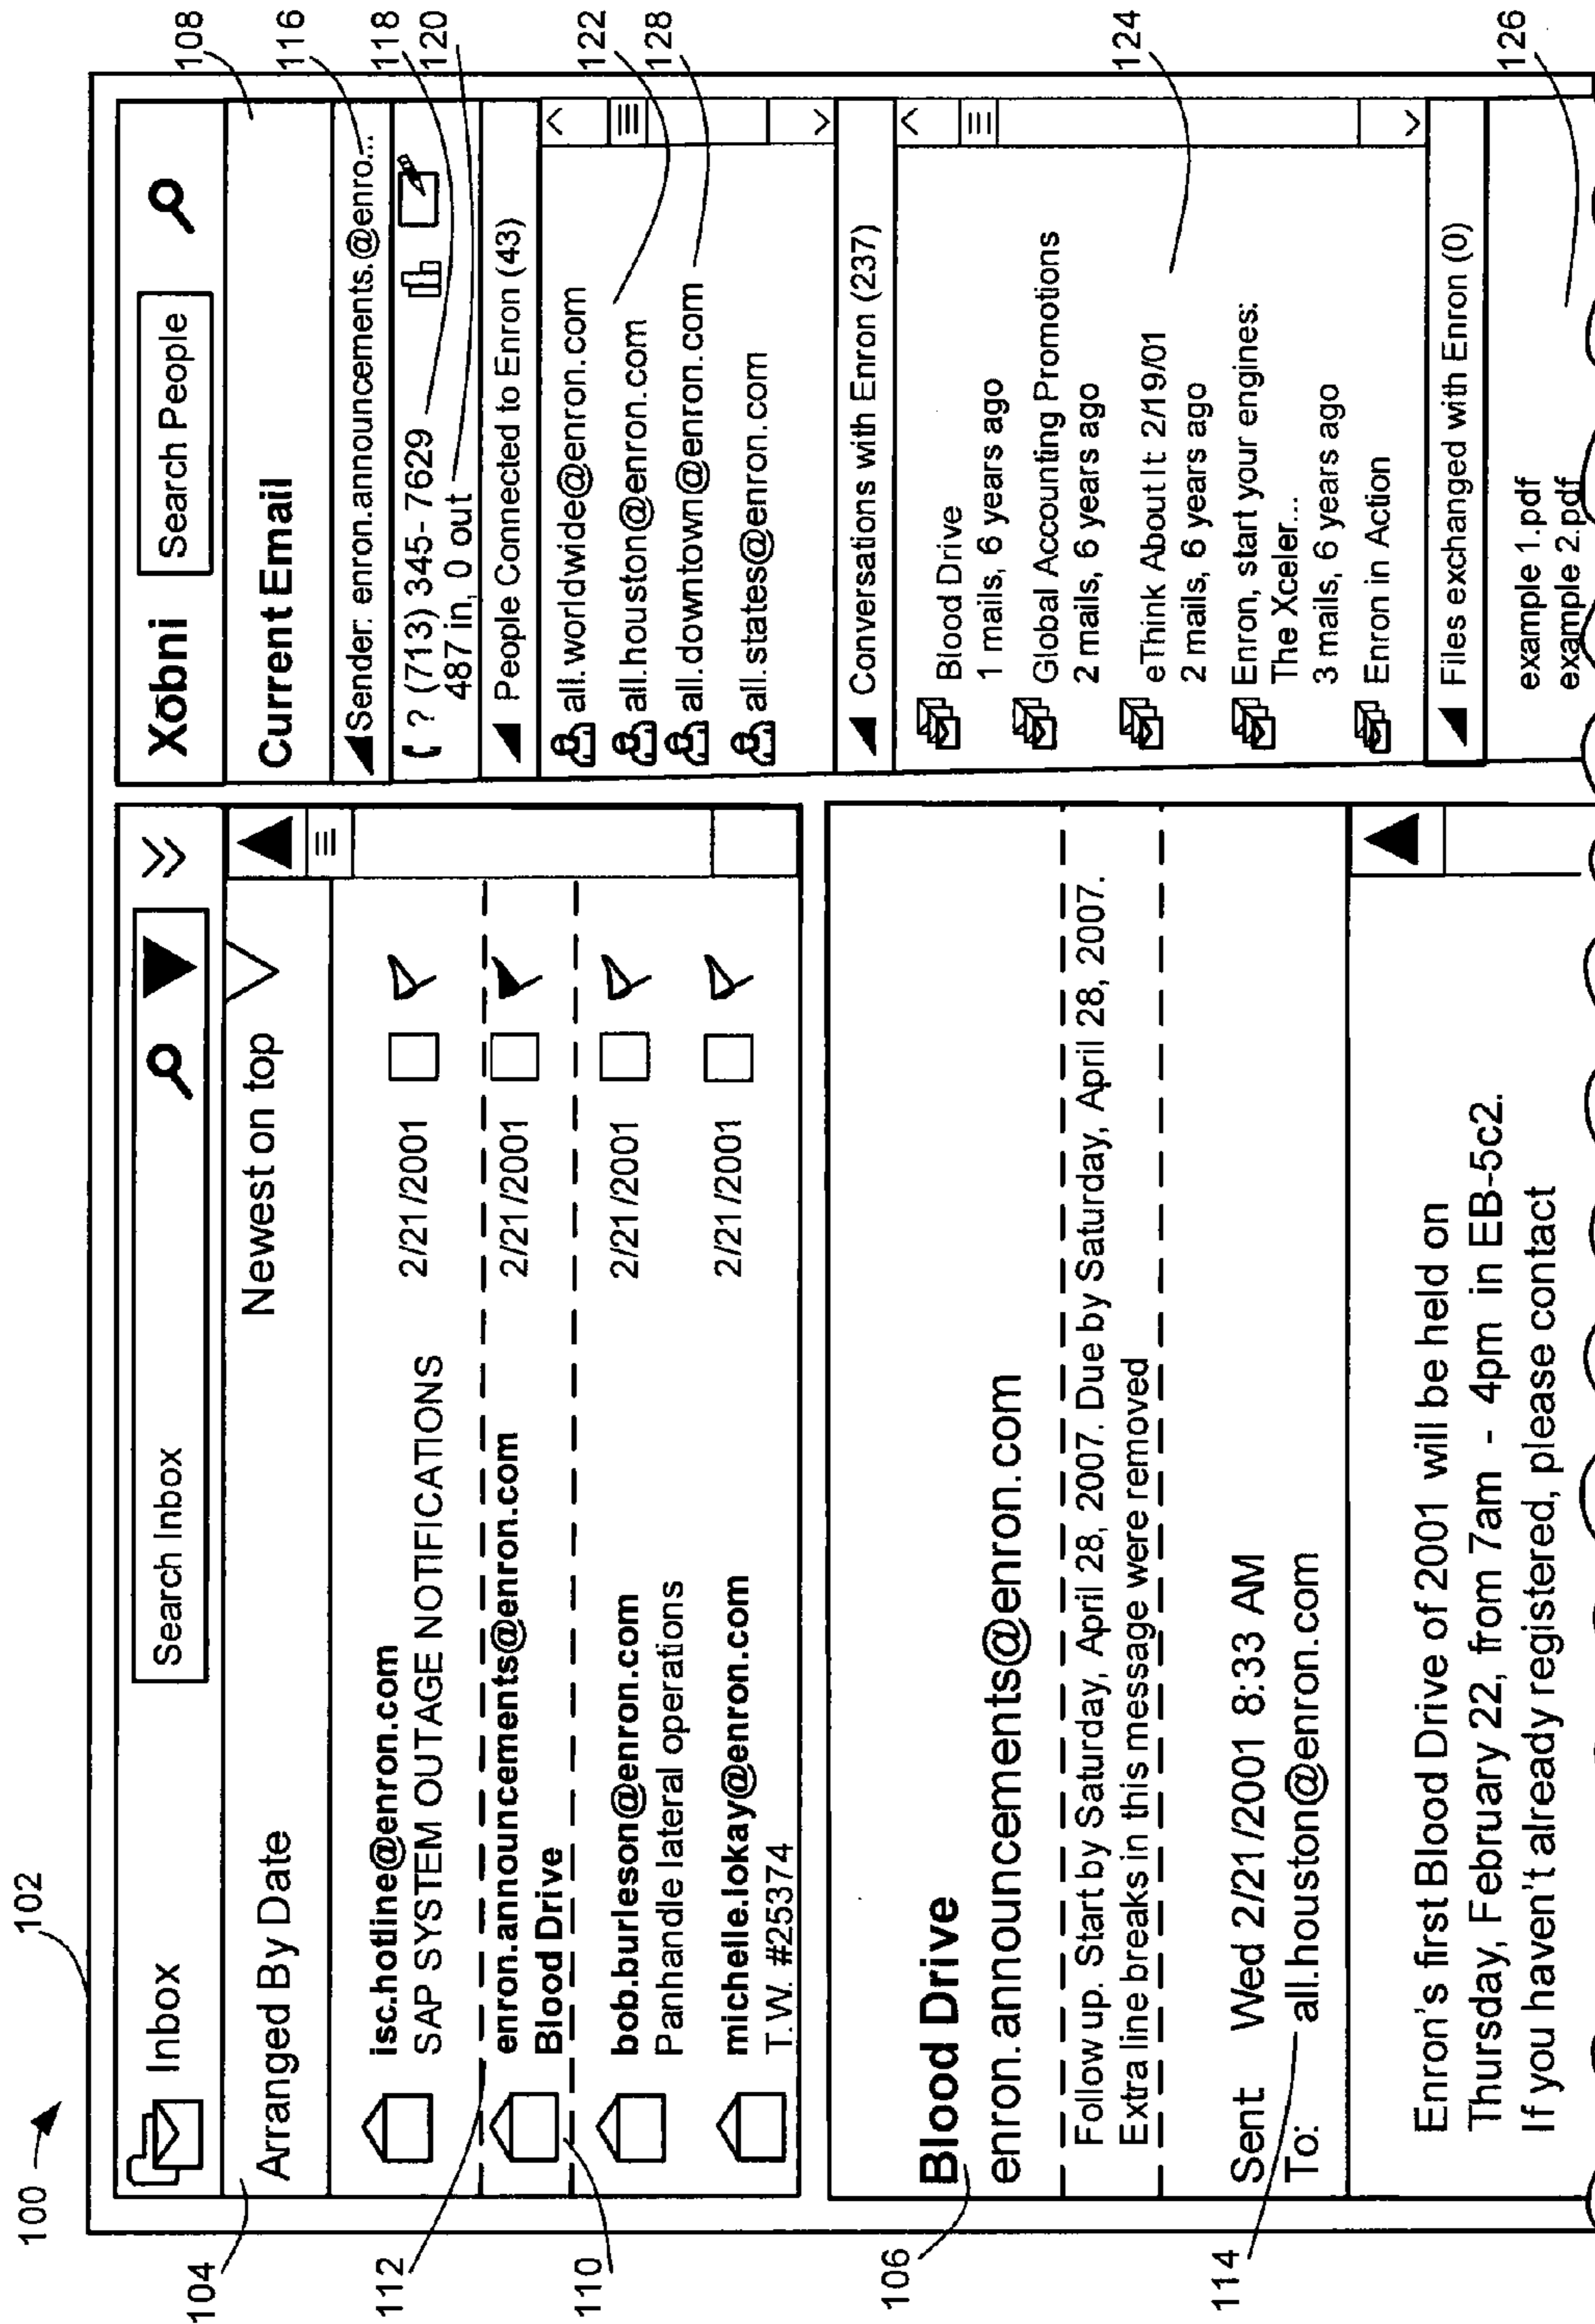 100
102
Inbox
Search Inbox
104
Arranged By Date
Newest on top
isc.hotline@enron.com
SAP SYSTEM OUTAGE NOTIFICATIONS
2/21/2001
112
enron.announcements@enron.com
2/21/2001
Blood Drive
110
bob.burleson@enron.com
2/21/2001
Panhandle lateral operations
michelle.lokay@enron.com
2/21/2001
T.W. #25374
106
Blood Drive
enron.announcements@enron.com
Follow up. Start by Saturday, April 28, 2007. Due by Saturday, April 28, 2007.
Extra line breaks in this message were removed
Sent Wed 2/21/2001 8:33 AM
114
To: all.houston@enron.com
Enron's first Blood Drive of 2001 will be held on
Thursday, February 22, from 7am - 4pm in EB-5c2.
If you haven't already registered, please contact
Xobni
Search People
108
Current Email
116
Sender: enron.announcements.@enro...
118
( ? (713) 345-7629
120
487 in, 0 out
People Connected to Enron (43)
all.worldwide@enron.com
122
all.houston@enron.com
128
all.downtown@enron.com
all.states@enron.com
Conversations with Enron (237)
Blood Drive
1 mails, 6 years ago
Global Accounting Promotions
2 mails, 6 years ago
124
eThink About It 2/19/01
2 mails, 6 years ago
Enron, start your engines:
The Xceler...
3 mails, 6 years ago
Enron in Action
Files exchanged with Enron (0)
126
example 1.pdf
example 2.pdf